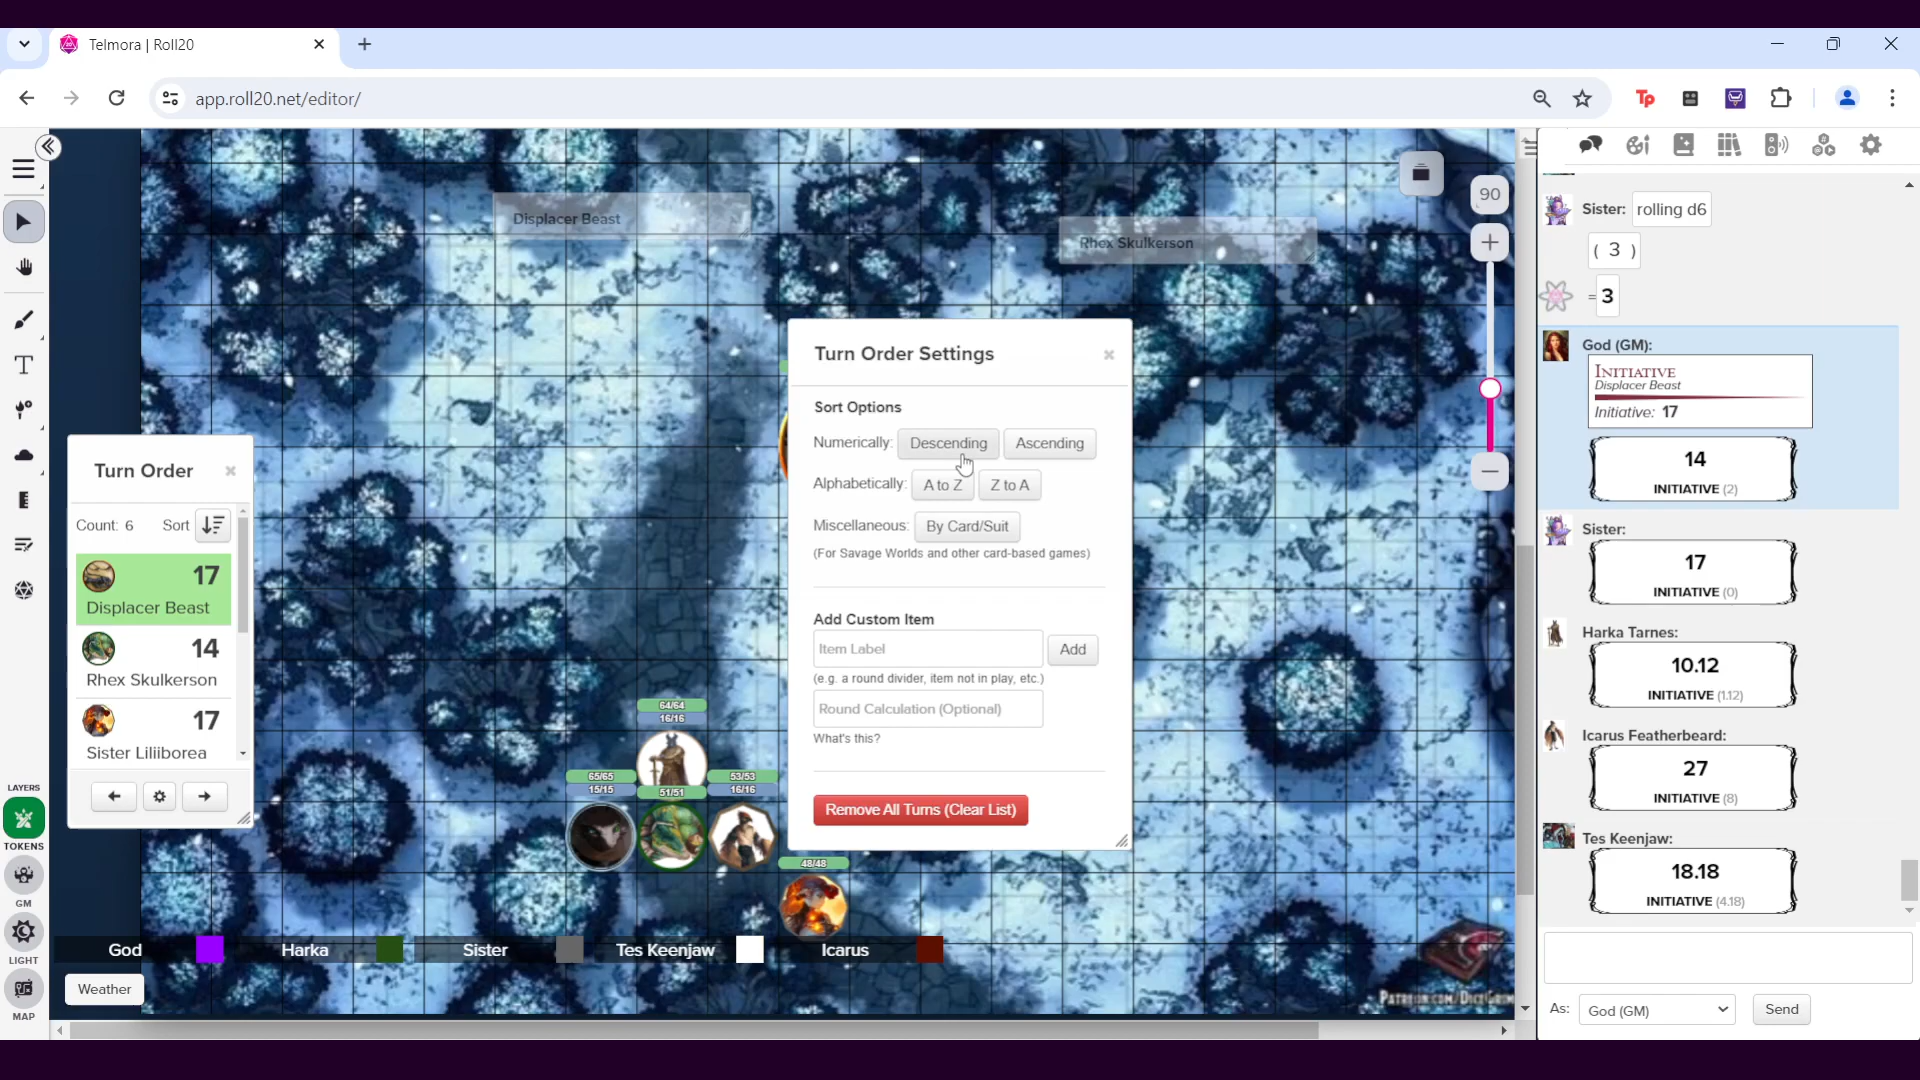 Telmora | Roll20
app.roll20.net/editor/
Displacer Beast
Rhex Skulkerson
90
Turn Order Settings
Sort Options
Numerically: Descending Ascending
Alphabetically: A to Z Z to A
Miscellaneous: By Card/Suit
(For Savage Worlds and other card-based games)
Add Custom Item
Item Label Add
(e.g. a round divider, item not in play, etc.)
Round Calculation (Optional)
What's this?
Remove All Turns (Clear List)
Turn Order
Count: 6 Sort
17
Displacer Beast
14
Rhex Skulkerson
17
Sister Liliiborea
64/64
16/16
65/65
15/15
51/51
53/53
16/16
48/48
God Harka Sister Tes Keenjaw Icarus
Weather
LAYERS
TOKENS
GM
LIGHT
MAP
Tp
Sister: rolling d6
( 3 )
= 3
God (GM):
INITIATIVE
Displacer Beast
Initiative: 17
14
INITIATIVE (2)
Sister:
17
INITIATIVE (0)
Harka Tarnes:
10.12
INITIATIVE (1.12)
Icarus Featherbeard:
27
INITIATIVE (8)
Tes Keenjaw:
18.18
INITIATIVE (4.18)
As: God (GM) Send